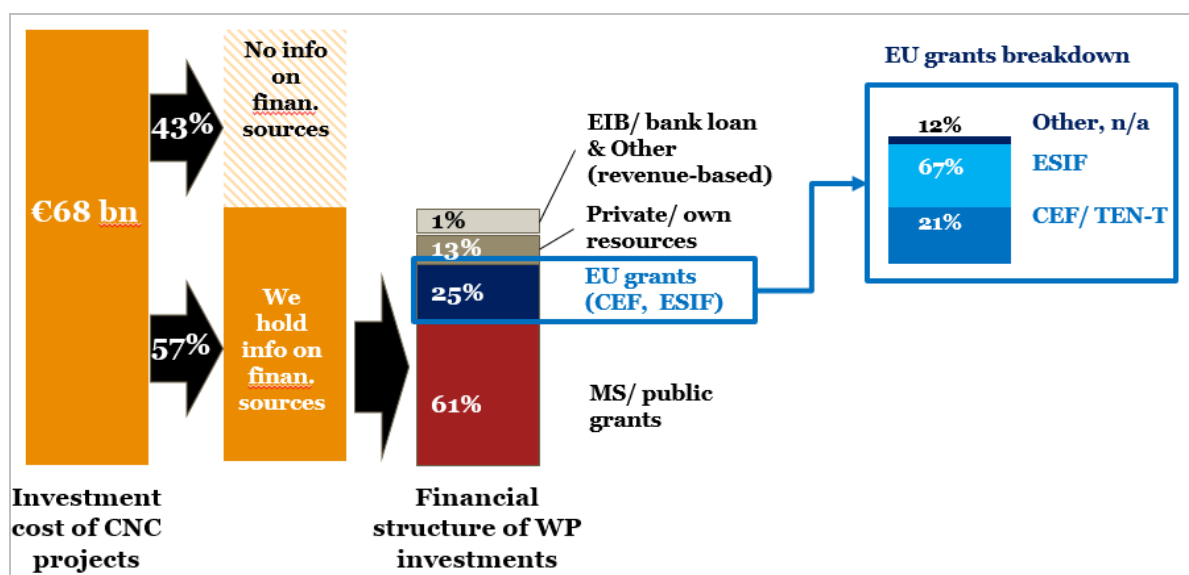 €68 bn
Investment
cost of CNC
projects
43%
57%
No info
on
finan.
sources
We
hold
info on
finan.
sources
1%
13%
25%
61%
Financial
structure of WP
investments
EIB/ bank loan
& Other
(revenue-based)
Private/ own
resources
EU grants
(CEF, ESIF)
MS/ public
grants
EU grants breakdown
12%
Other, n/a
67%
ESIF
21%
CEF/ TEN-T